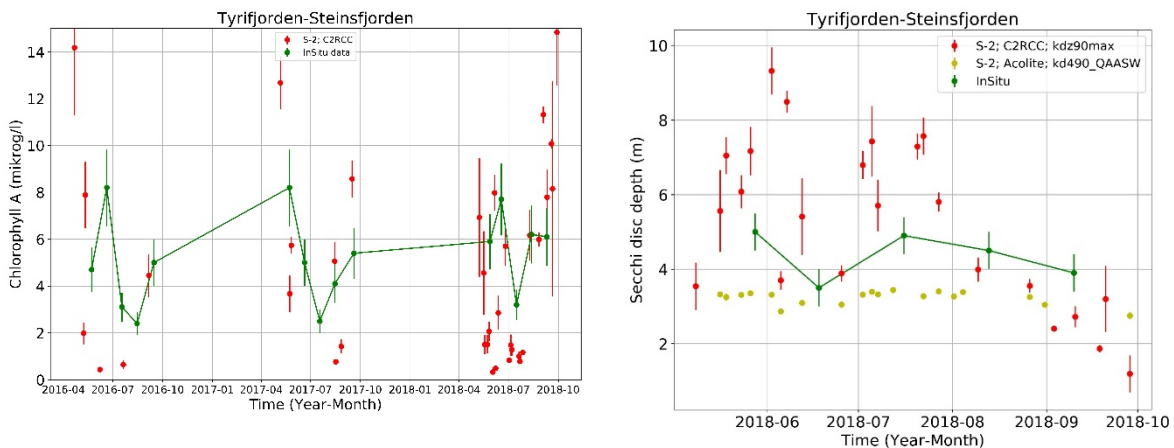 Tyrifjorden-Steinsfjorden
S-2; C2RCC
InSitu data
Chlorophyll A (mikrog/l)
14
12
10
8
6
4
2
0
2016-04 2016-07 2016-10 2017-01 2017-04 2017-07 2017-10 2018-01 2018-04 2018-07 2018-10
Time (Year-Month)
Tyrifjorden-Steinsfjorden
S-2; C2RCC; kdz90max
S-2; Acolite; kd490_QAASW
InSitu
Secchi disc depth (m)
10
8
6
4
2
2018-06 2018-07 2018-08 2018-09 2018-10
Time (Year-Month)